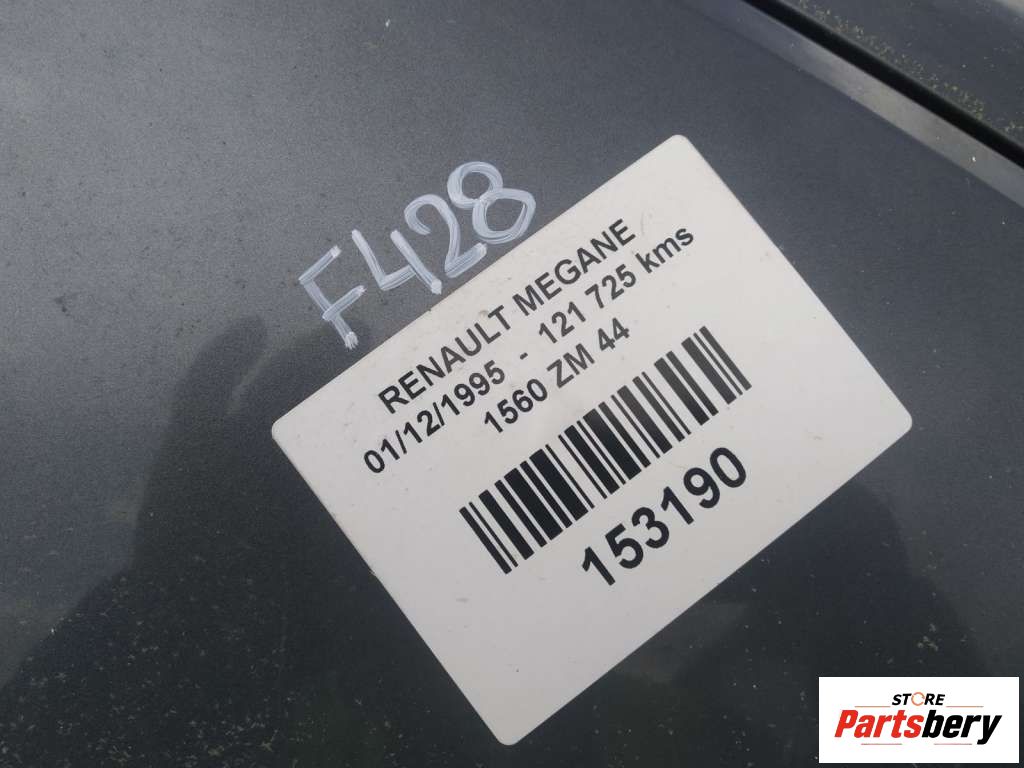 F428
RENAULT MEGANE
01/12/1995 - 121 725 kms
1560 ZM 44
153190
STORE
Partsbery